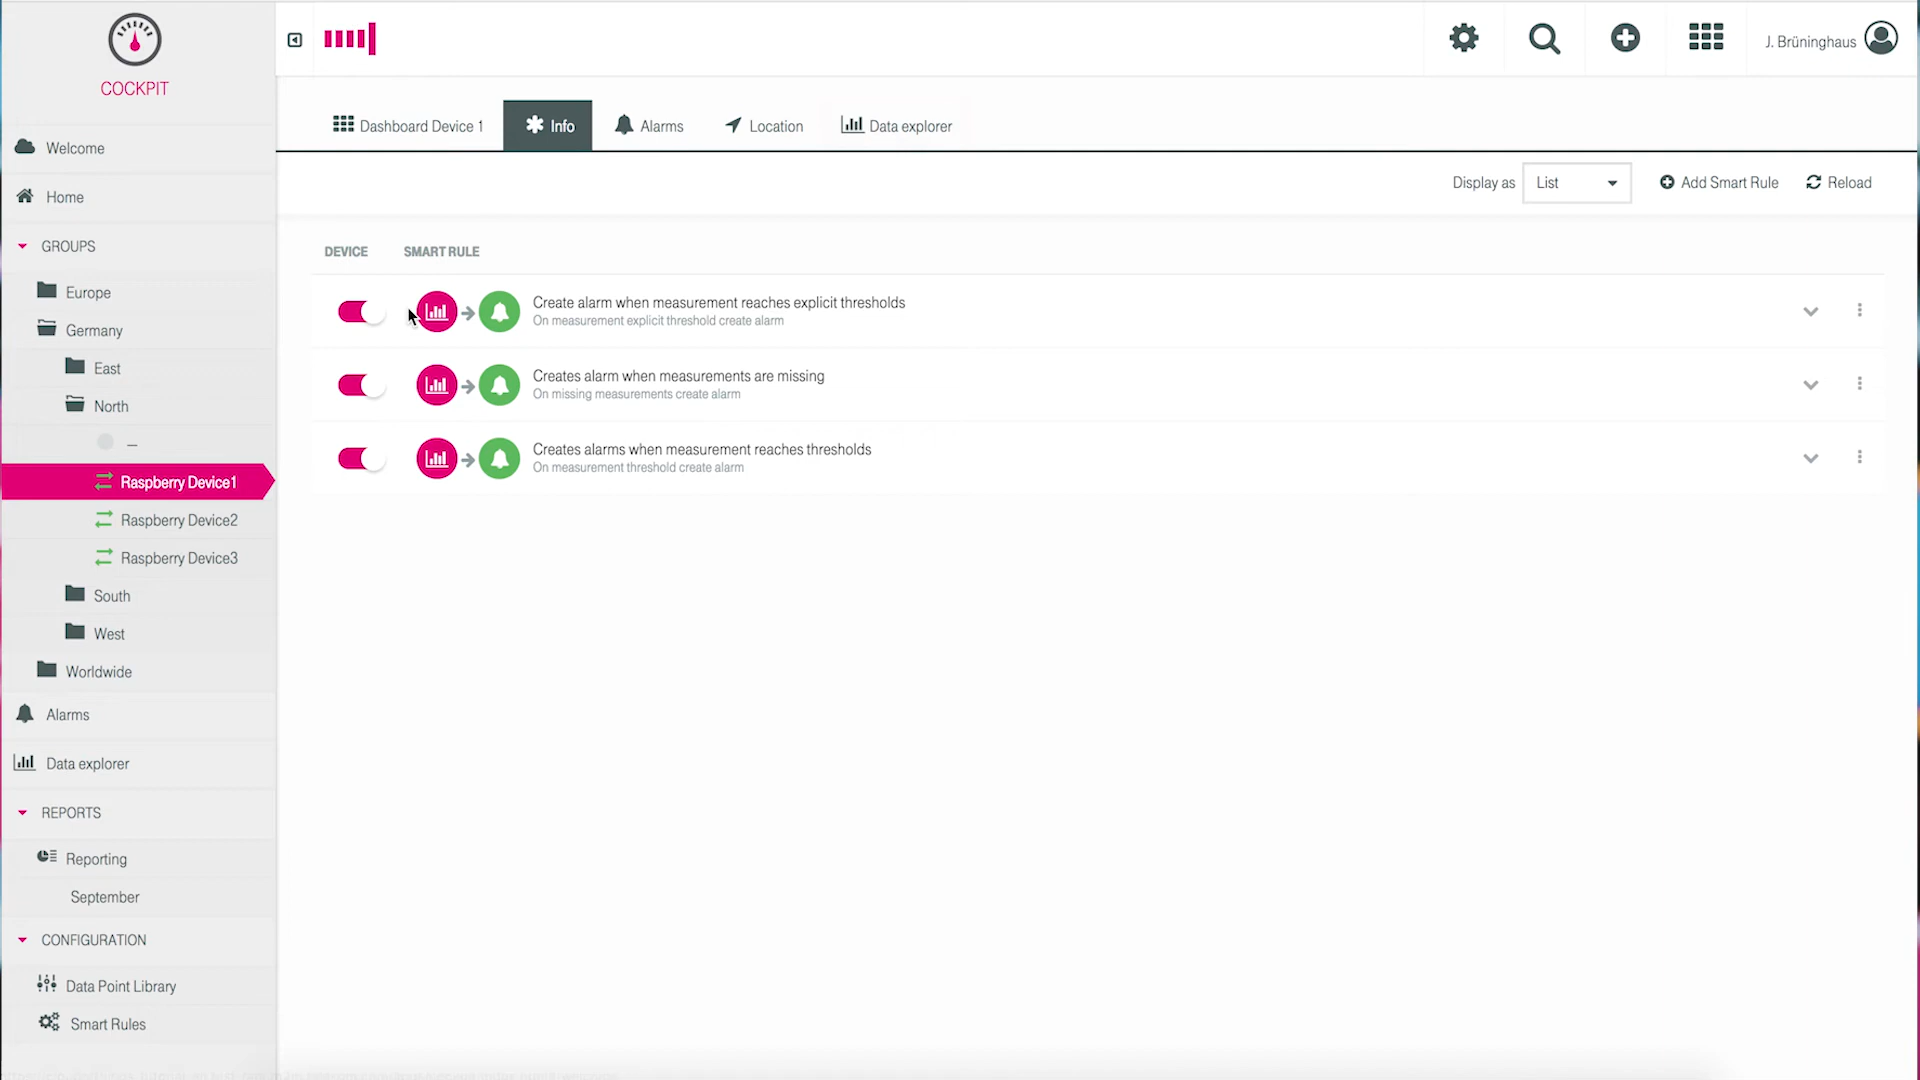 COCKPIT
J. Brüninghaus
Welcome
Home
GROUPS
Europe
Germany
East
North
–
Raspberry Device1
Raspberry Device2
Raspberry Device3
South
West
Worldwide
Alarms
Data explorer
REPORTS
Reporting
September
CONFIGURATION
Data Point Library
Smart Rules
Dashboard Device 1
Info
Alarms
Location
Data explorer
Display as
List
Add Smart Rule
Reload
DEVICE SMART RULE
Create alarm when measurement reaches explicit thresholds
On measurement explicit threshold create alarm
Creates alarm when measurements are missing
On missing measurements create alarm
Creates alarms when measurement reaches thresholds
On measurement threshold create alarm